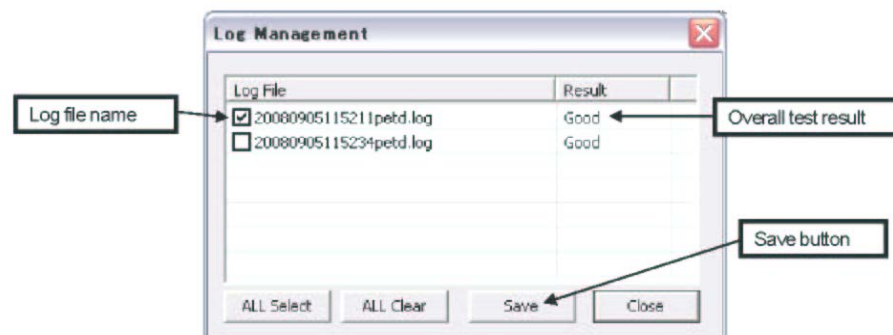 Log Management
Log File Result
Log file name
20080905115211petd.log Good
Overall test result
20080905115234petd.log Good
Save button
ALL Select ALL Clear Save Close